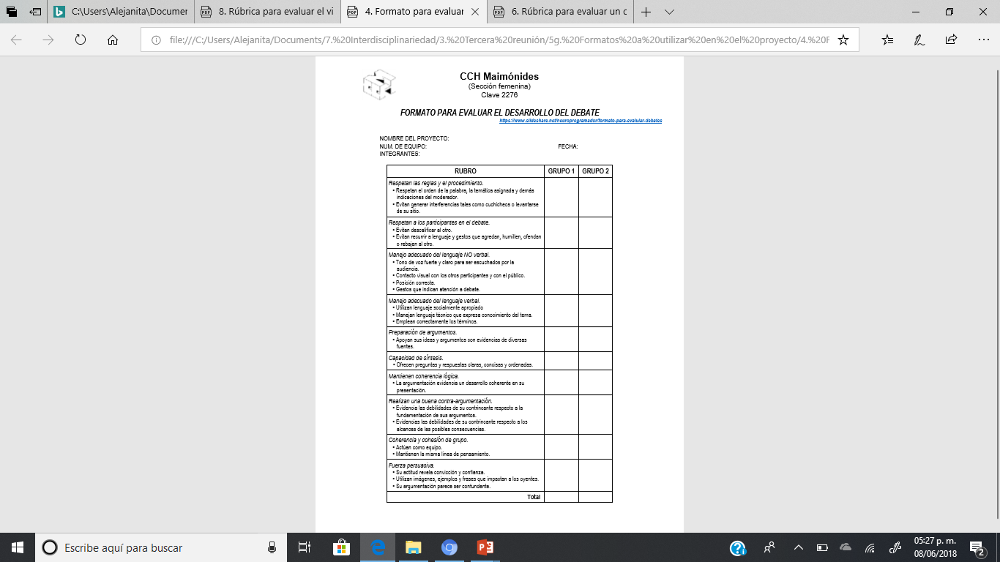 C:\Users\Alejanita\Documen
8. Rúbrica para evaluar el vi
4. Formato para evaluar
6. Rúbrica para evaluar un c
file:///C:/Users/Alejanita/Documents/7.%20Interdisciplinariedad/3.%20Tercera%20reunión/5g.%20Formatos%20a%20utilizar%20en%20el%20proyecto/4.%20F
CCH Maimónides
(Sección femenina)
Clave 2276
FORMATO PARA EVALUAR EL DESARROLLO DEL DEBATE
https://www.slideshare.net/neuroprogramador/formato-para-evaluar-debates
NOMBRE DEL PROYECTO:
NUM. DE EQUIPO: FECHA:
INTEGRANTES:
RUBRO GRUPO 1 GRUPO 2
Respetan las reglas y el procedimiento.
• Respetan el orden de la palabra, la temática asignada y demás
indicaciones del moderador.
• Evitan generar interferencias tales como cuchicheos o levantarse
de su sitio.
Respetan a los participantes en el debate.
• Evitan descalificar al otro.
• Evitan recurrir a lenguaje y gestos que agredan, humillen, ofendan
o rebajen al otro.
Manejo adecuado del lenguaje NO verbal.
• Tono de voz fuerte y claro para ser escuchados por la
audiencia.
• Contacto visual con los otros participantes y con el público.
• Posición correcta.
• Gestos que indican atención a debate.
Manejo adecuado del lenguaje verbal.
• Utilizan lenguaje socialmente apropiado
• Manejan lenguaje técnico que expresa conocimiento del tema.
• Emplean correctamente los términos.
Preparación de argumentos.
• Apoyan sus ideas y argumentos con evidencias de diversas
fuentes.
Capacidad de síntesis.
• Ofrecen preguntas y respuestas claras, concisas y ordenadas.
Mantienen coherencia lógica.
• La argumentación evidencia un desarrollo coherente en su
presentación.
Realizan una buena contra-argumentación.
• Evidencia las debilidades de su contrincante respecto a la
fundamentación de sus argumentos.
• Evidencias las debilidades de su contrincante respecto a los
alcances de las posibles consecuencias.
Coherencia y cohesión de grupo.
• Actúan como equipo.
• Mantienen la misma línea de pensamiento.
Fuerza persuasiva.
• Su actitud revela convicción y confianza.
• Utilizan imágenes, ejemplos y frases que impactan a los oyentes.
• Su argumentación parece ser contundente.
Total
Escribe aquí para buscar
05:27 p. m.
08/06/2018
2